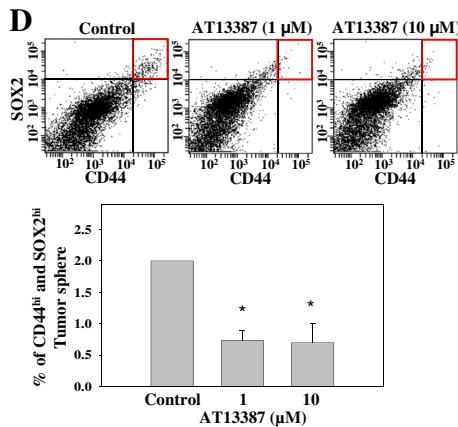 D
Control AT13387 (1 µM) AT13387 (10 µM)
SOX2
10⁵
10⁴
10³
10²
10² 10³ 10⁴ 10⁵
CD44
10⁵
10⁴
10³
10²
10² 10³ 10⁴ 10⁵
CD44
10⁵
10⁴
10³
10²
10² 10³ 10⁴ 10⁵
CD44
% of CD44ʰⁱ and SOX2ʰⁱ
Tumor sphere
2.5
2.0
1.5
1.0
0.5
0.0
* *
Control 1 10
AT13387 (µM)